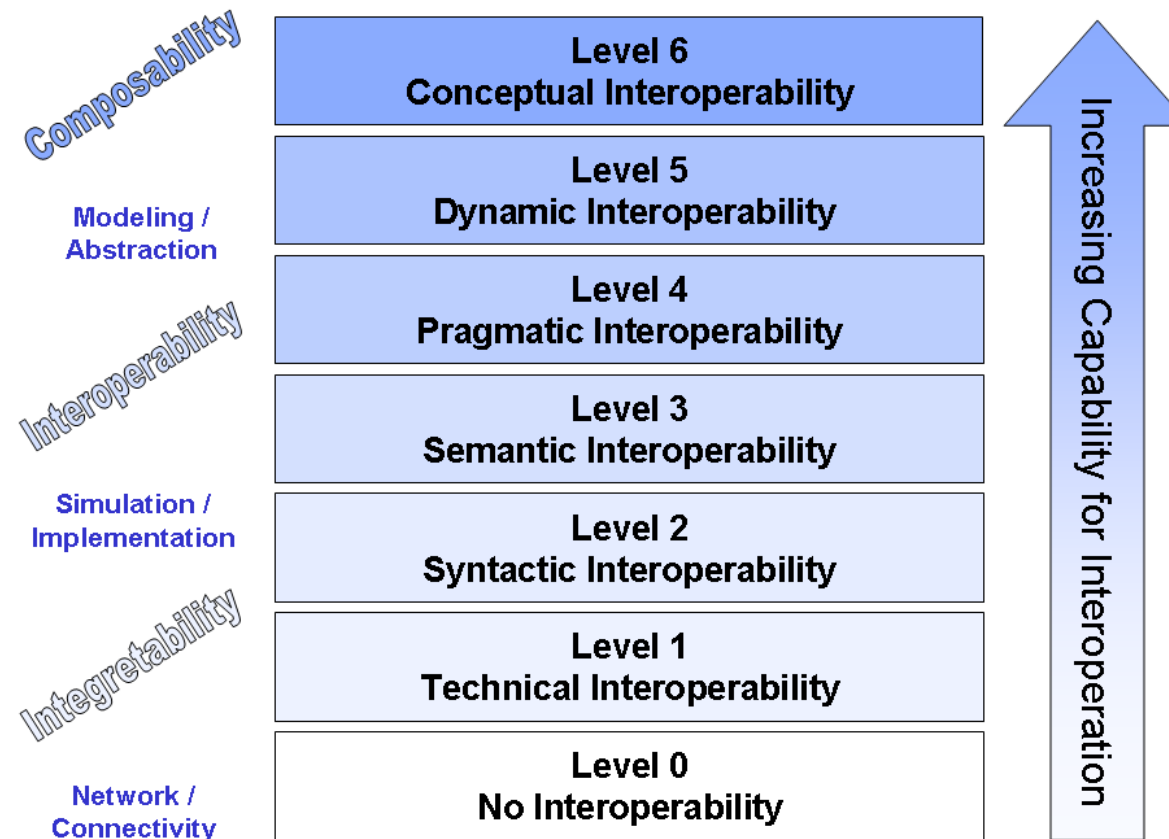 Composability
Level 6
Conceptual Interoperability
Modeling /
Abstraction
Level 5
Dynamic Interoperability
Interoperability
Level 4
Pragmatic Interoperability
Level 3
Semantic Interoperability
Simulation /
Implementation
Level 2
Syntactic Interoperability
Integretability
Level 1
Technical Interoperability
Network /
Connectivity
Level 0
No Interoperability
Increasing Capability for Interoperation